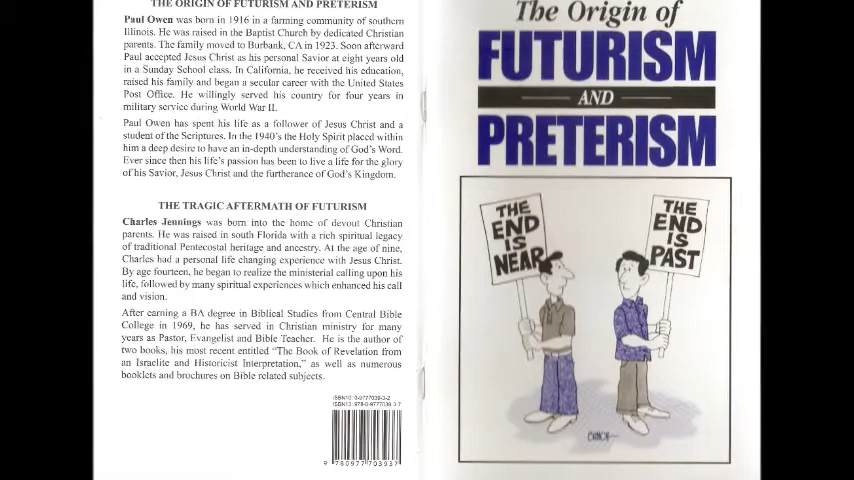 THE ORIGIN OF FUTURISM AND PRETERISM
Paul Owen was born in 1916 in a farming community of southern
Illinois. He was raised in the Baptist Church by dedicated Christian
parents. The family moved to Burbank, CA in 1923. Soon afterward
Paul accepted Jesus Christ as his personal Savior at eight years old
in a Sunday School class. In California, he received his education,
raised his family and began a secular career with the United States
Post Office. He willingly served his country for four years in
military service during World War II.
Paul Owen has spent his life as a follower of Jesus Christ and a
student of the Scriptures. In the 1940's the Holy Spirit placed within
him a deep desire to have an in-depth understanding of God's Word.
Ever since then his life's passion has been to live a life for the glory
of his Savior, Jesus Christ and the furtherance of God's Kingdom.
THE TRAGIC AFTERMATH OF FUTURISM
Charles Jennings was born into the home of devout Christian
parents. He was raised in south Florida with a rich spiritual legacy
of traditional Pentecostal heritage and ancestry. At the age of nine,
Charles had a personal life changing experience with Jesus Christ.
By age fourteen, he began to realize the ministerial calling upon his
life, followed by many spiritual experiences which enhanced his call
and vision.
After earning a BA degree in Biblical Studies from Central Bible
College in 1969, he has served in Christian ministry for many
years as Pastor, Evangelist and Bible Teacher. He is the author of
two books, his most recent entitled “The Book of Revelation from
an Israelite and Historicist Interpretation,” as well as numerous
booklets and brochures on Bible related subjects.
9 780977 703937
The Origin of
FUTURISM
AND
PRETERISM
THE
END
IS
NEAR
THE
END
IS
PAST